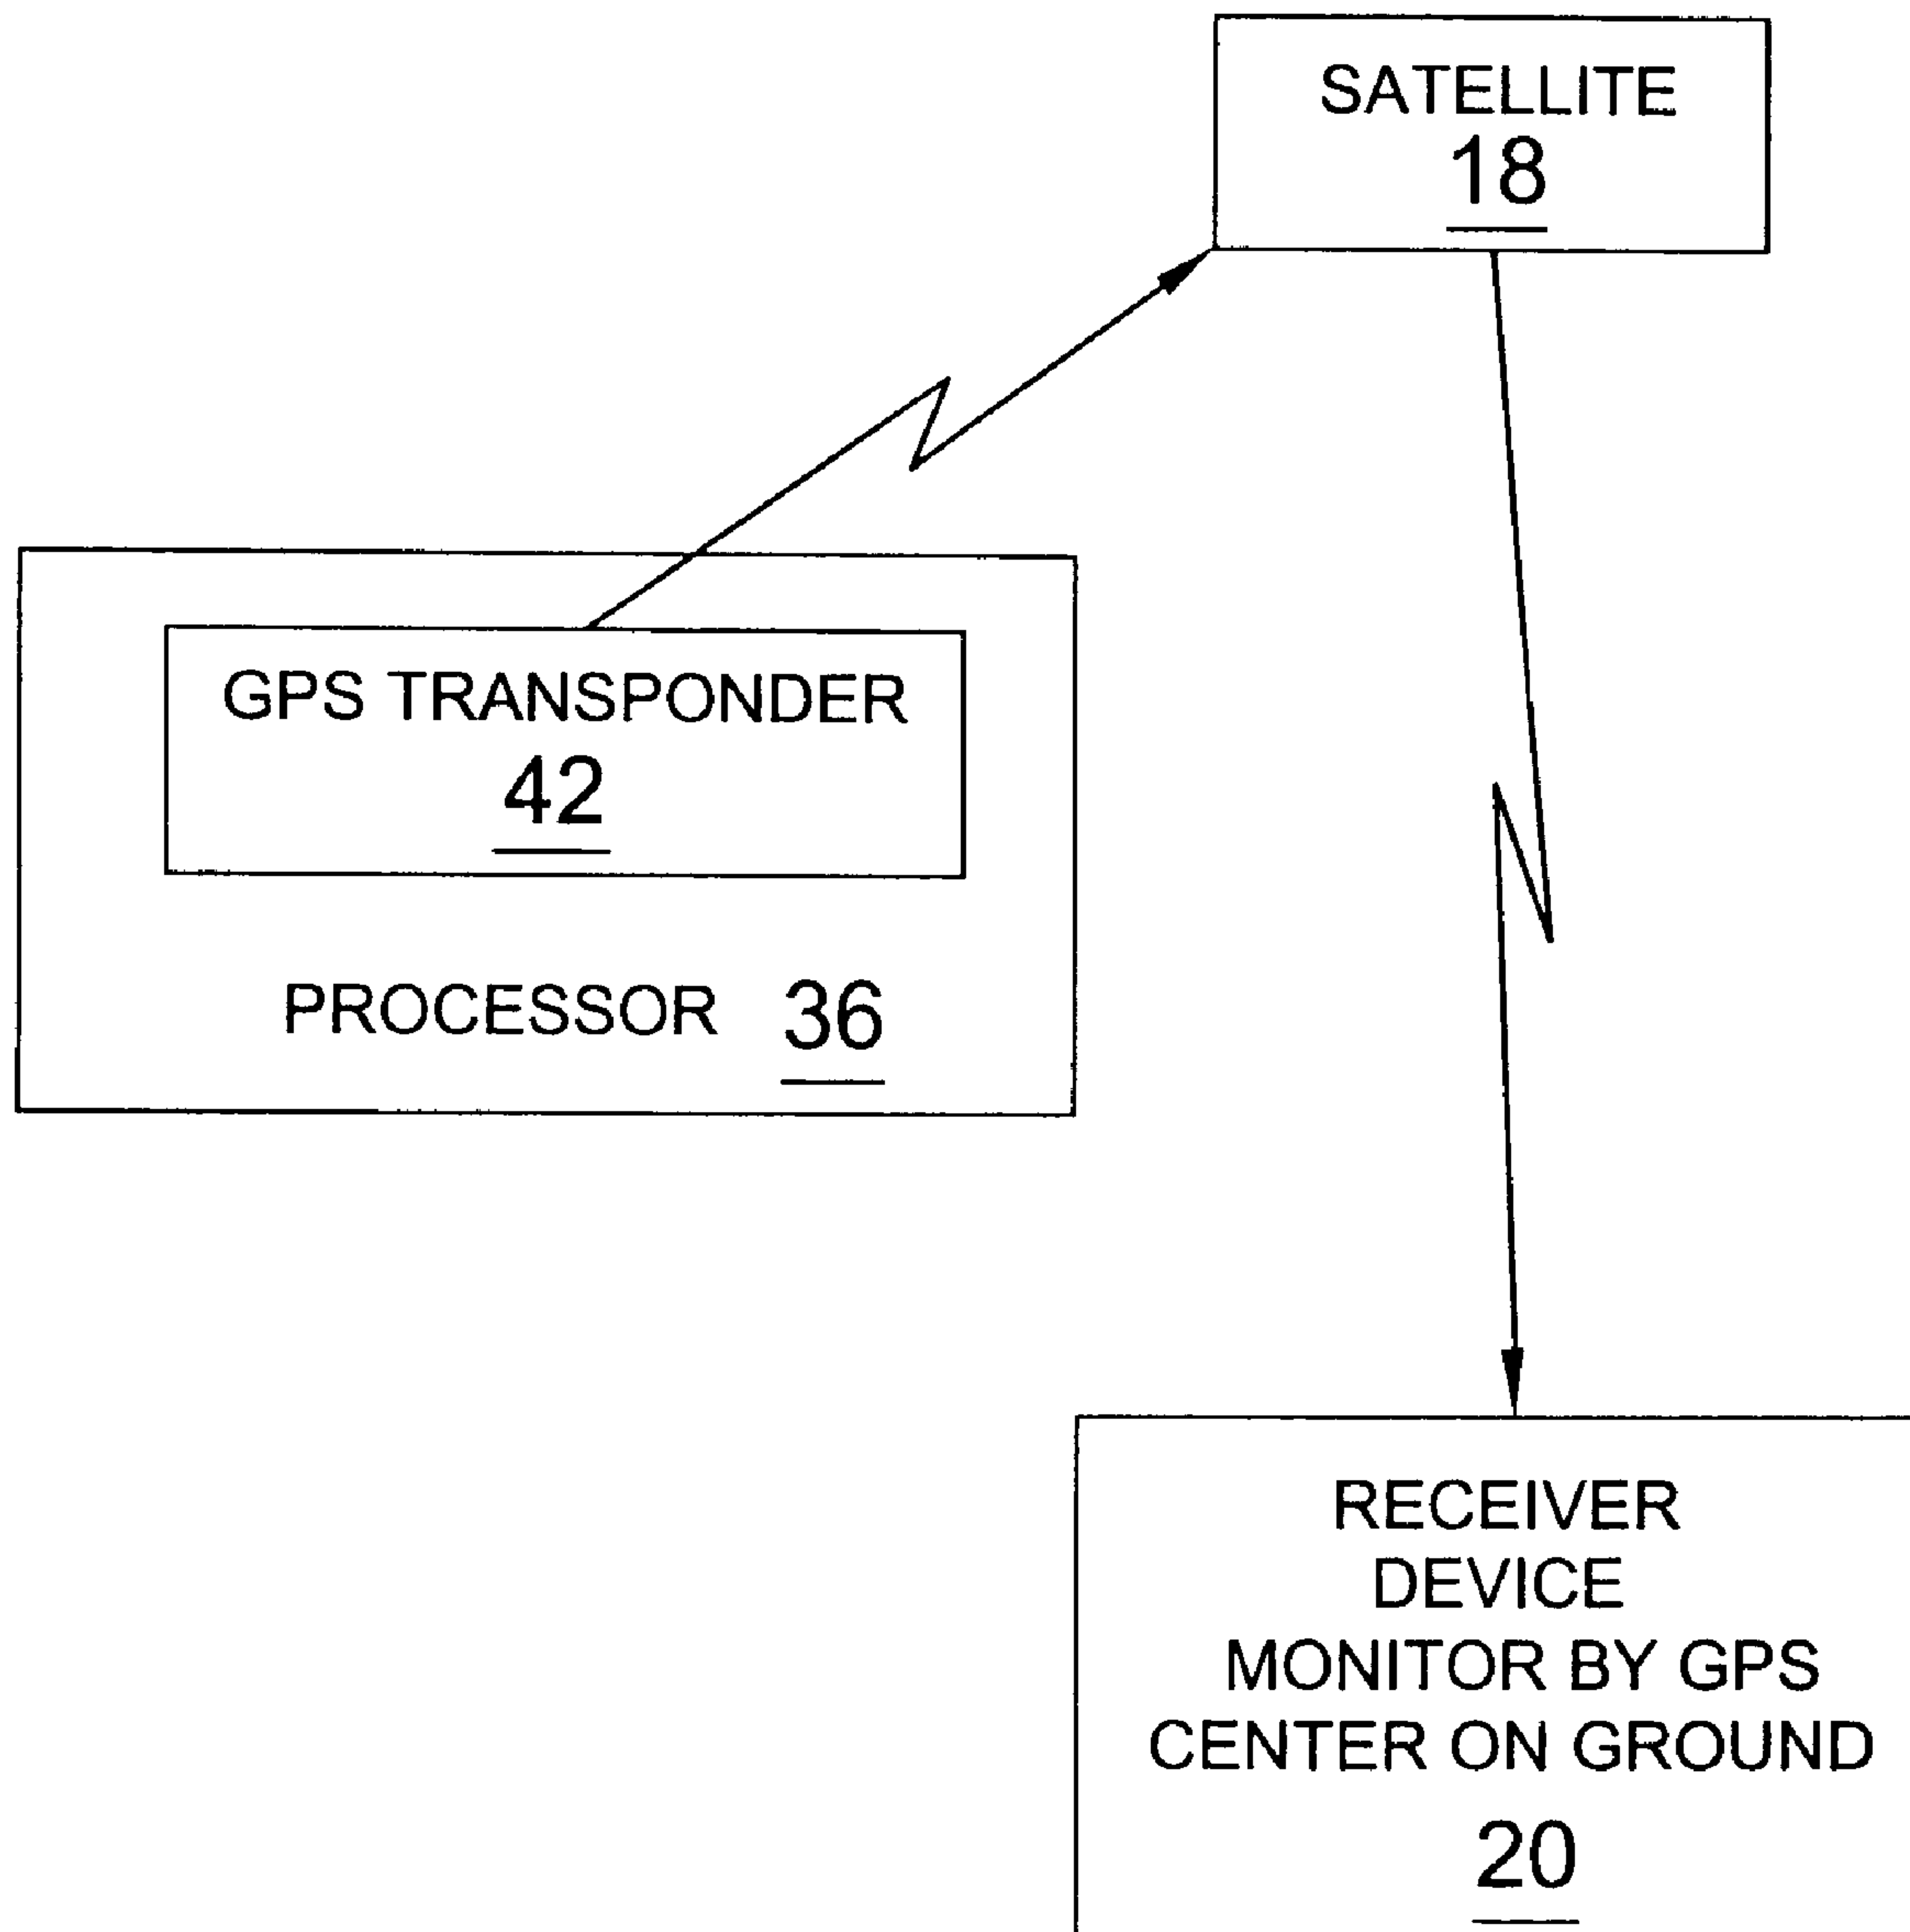 SATELLITE
18
GPS TRANSPONDER
42
PROCESSOR 36
RECEIVER
DEVICE
MONITOR BY GPS
CENTER ON GROUND
20